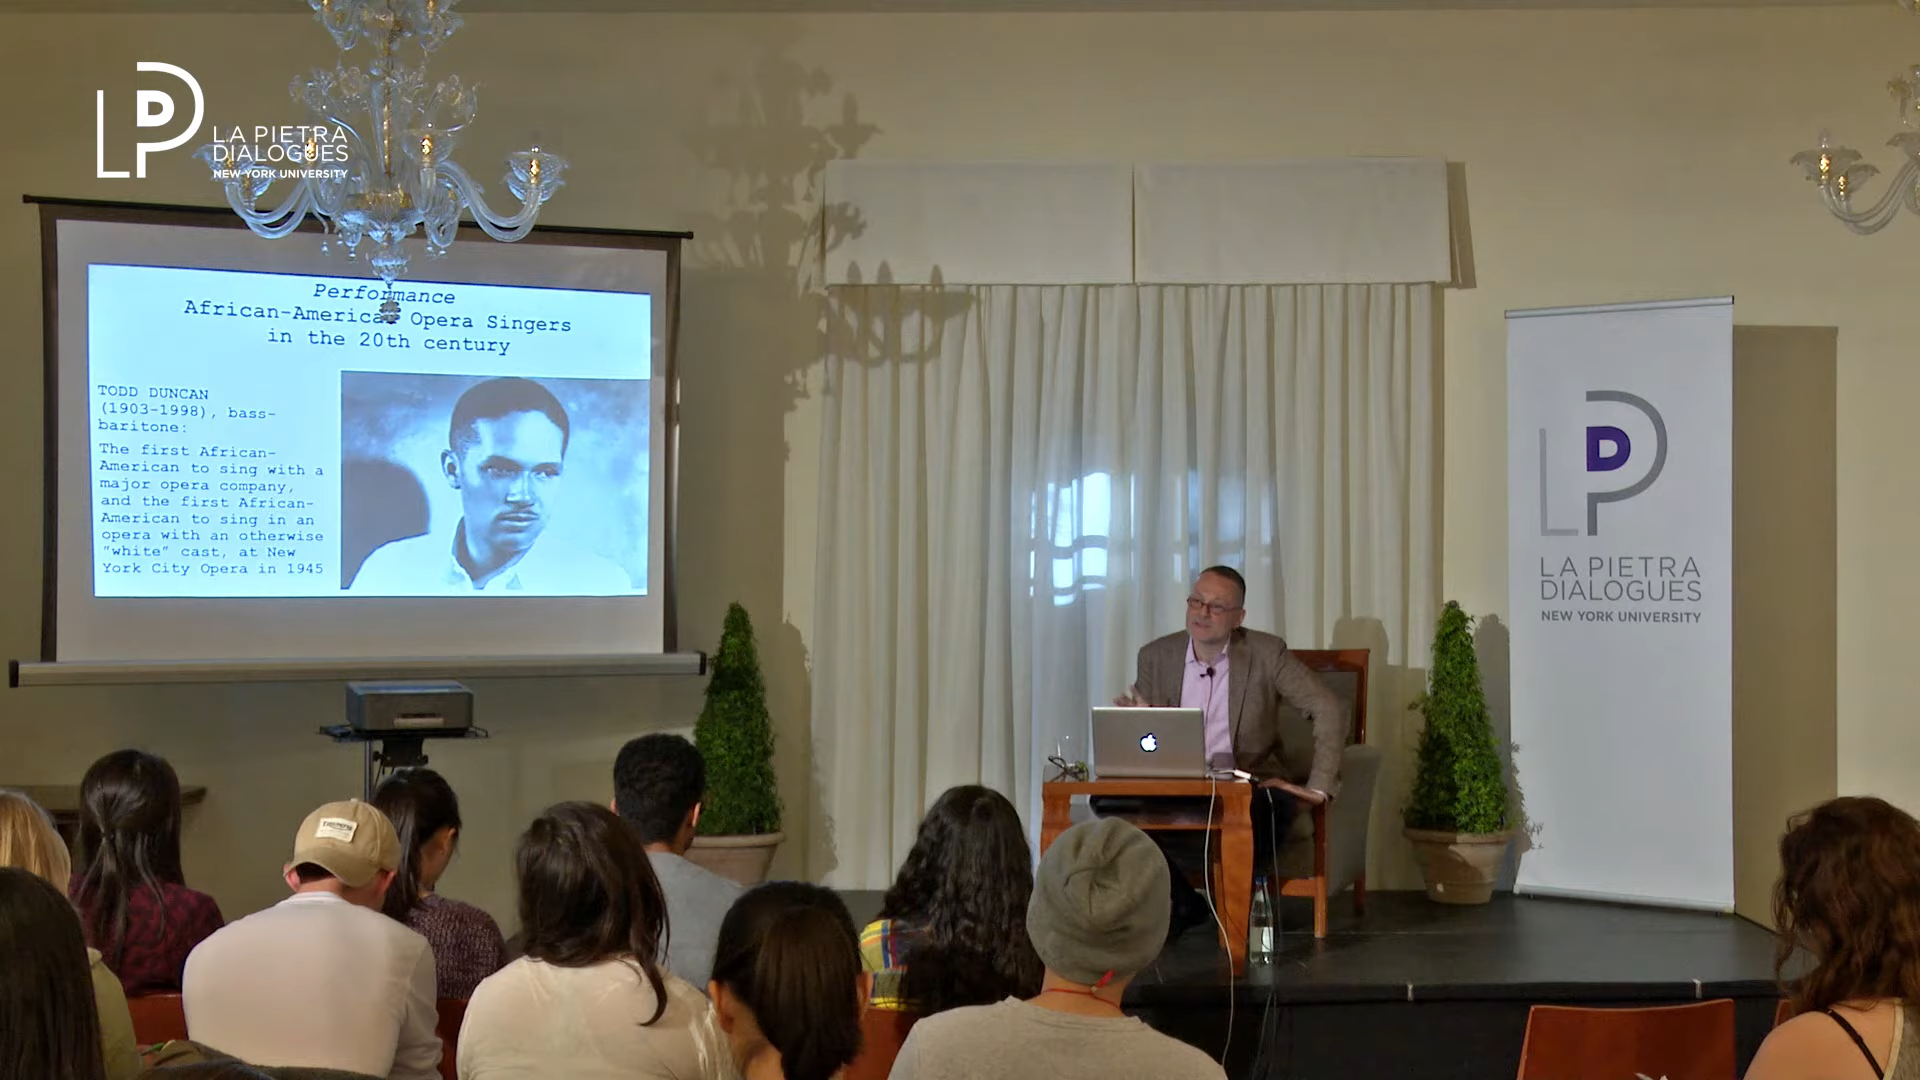 LA PIETRA
DIALOGUES
NEW YORK UNIVERSITY
Performance
African-American Opera Singers
in the 20th century
TODD DUNCAN
(1903-1998), bass-
baritone:
The first African-
American to sing with a
major opera company,
and the first African-
American to sing in an
opera with an otherwise
"white" cast, at New
York City Opera in 1945
LA PIETRA
DIALOGUES
NEW YORK UNIVERSITY